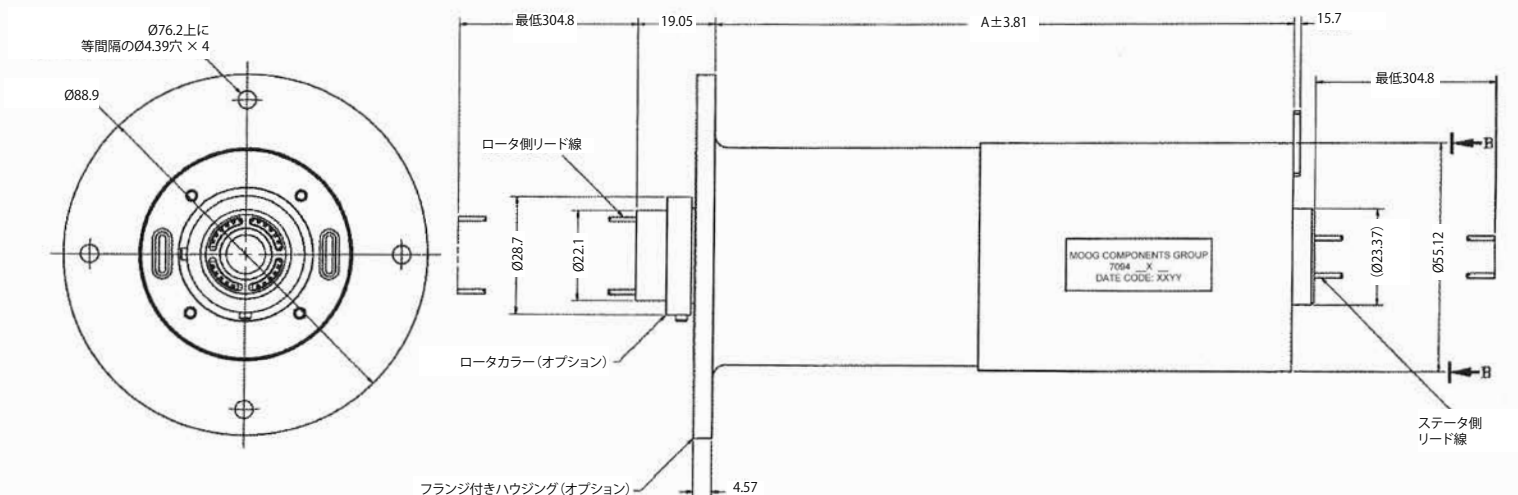 Ø76.2上に
等間隔のØ4.39穴 × 4
Ø88.9
最低304.8
19.05
A±3.81
15.7
最低304.8
ロータ側リード線
Ø28.7
Ø22.1
ロータカラー(オプション)
フランジ付きハウジング(オプション)
4.57
MOOG COMPONENTS GROUP
7094 __X __
DATE CODE: XXYY
(Ø23.37)
Ø55.12
B
B
ステータ側
リード線